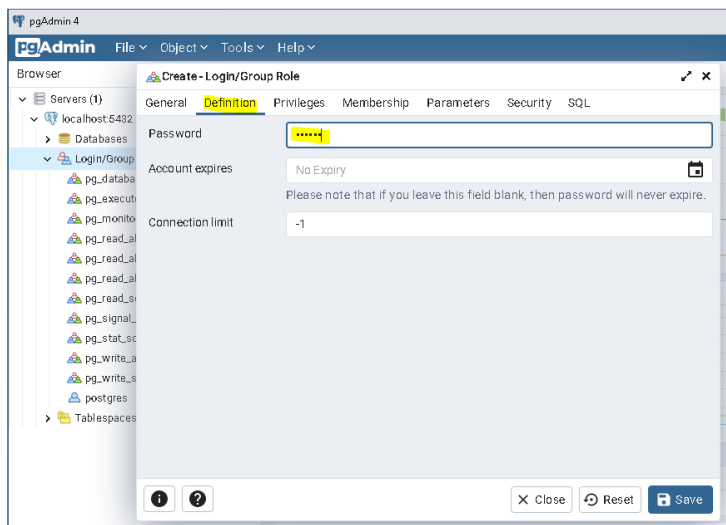 pgAdmin 4
pgAdmin File Object Tools Help
Browser
Servers (1)
localhost:5432
Databases
Login/Group
pg_databa
pg_execut
pg_monito
pg_read_al
pg_read_al
pg_read_al
pg_read_se
pg_signal_
pg_stat_sc
pg_write_a
pg_write_s
postgres
Tablespaces
Create - Login/Group Role
General Definition Privileges Membership Parameters Security SQL
Password ••••••
Account expires No Expiry
Please note that if you leave this field blank, then password will never expire.
Connection limit -1
Close Reset Save